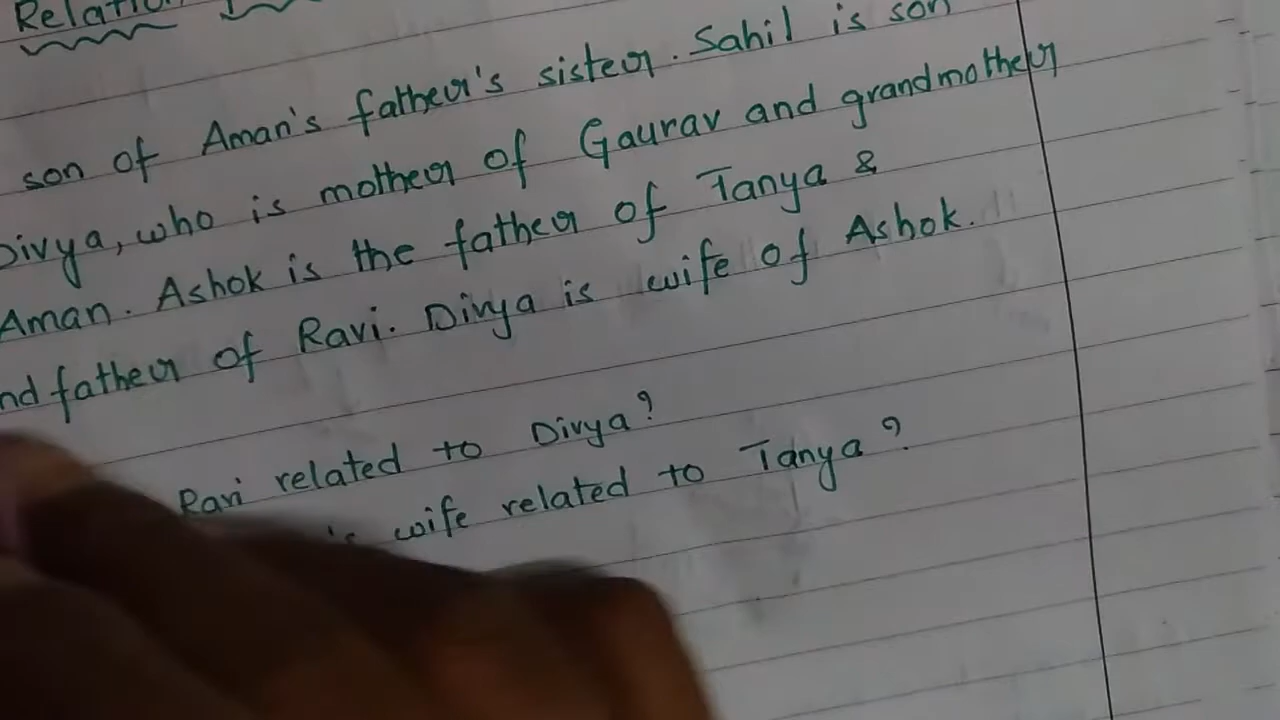 Relation
son of Aman's father's sister. Sahil is son
Divya, who is mother of Gaurav and grandmother
Aman. Ashok is the father of Tanya &
nd father of Ravi. Divya is wife of Ashok.
Ravi related to Divya?
wife related to Tanya?